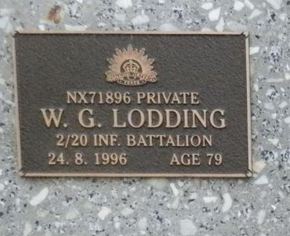 NX71896 PRIVATE
W. G. LODDING
2/20 INF. BATTALION
24. 8. 1996 AGE 79